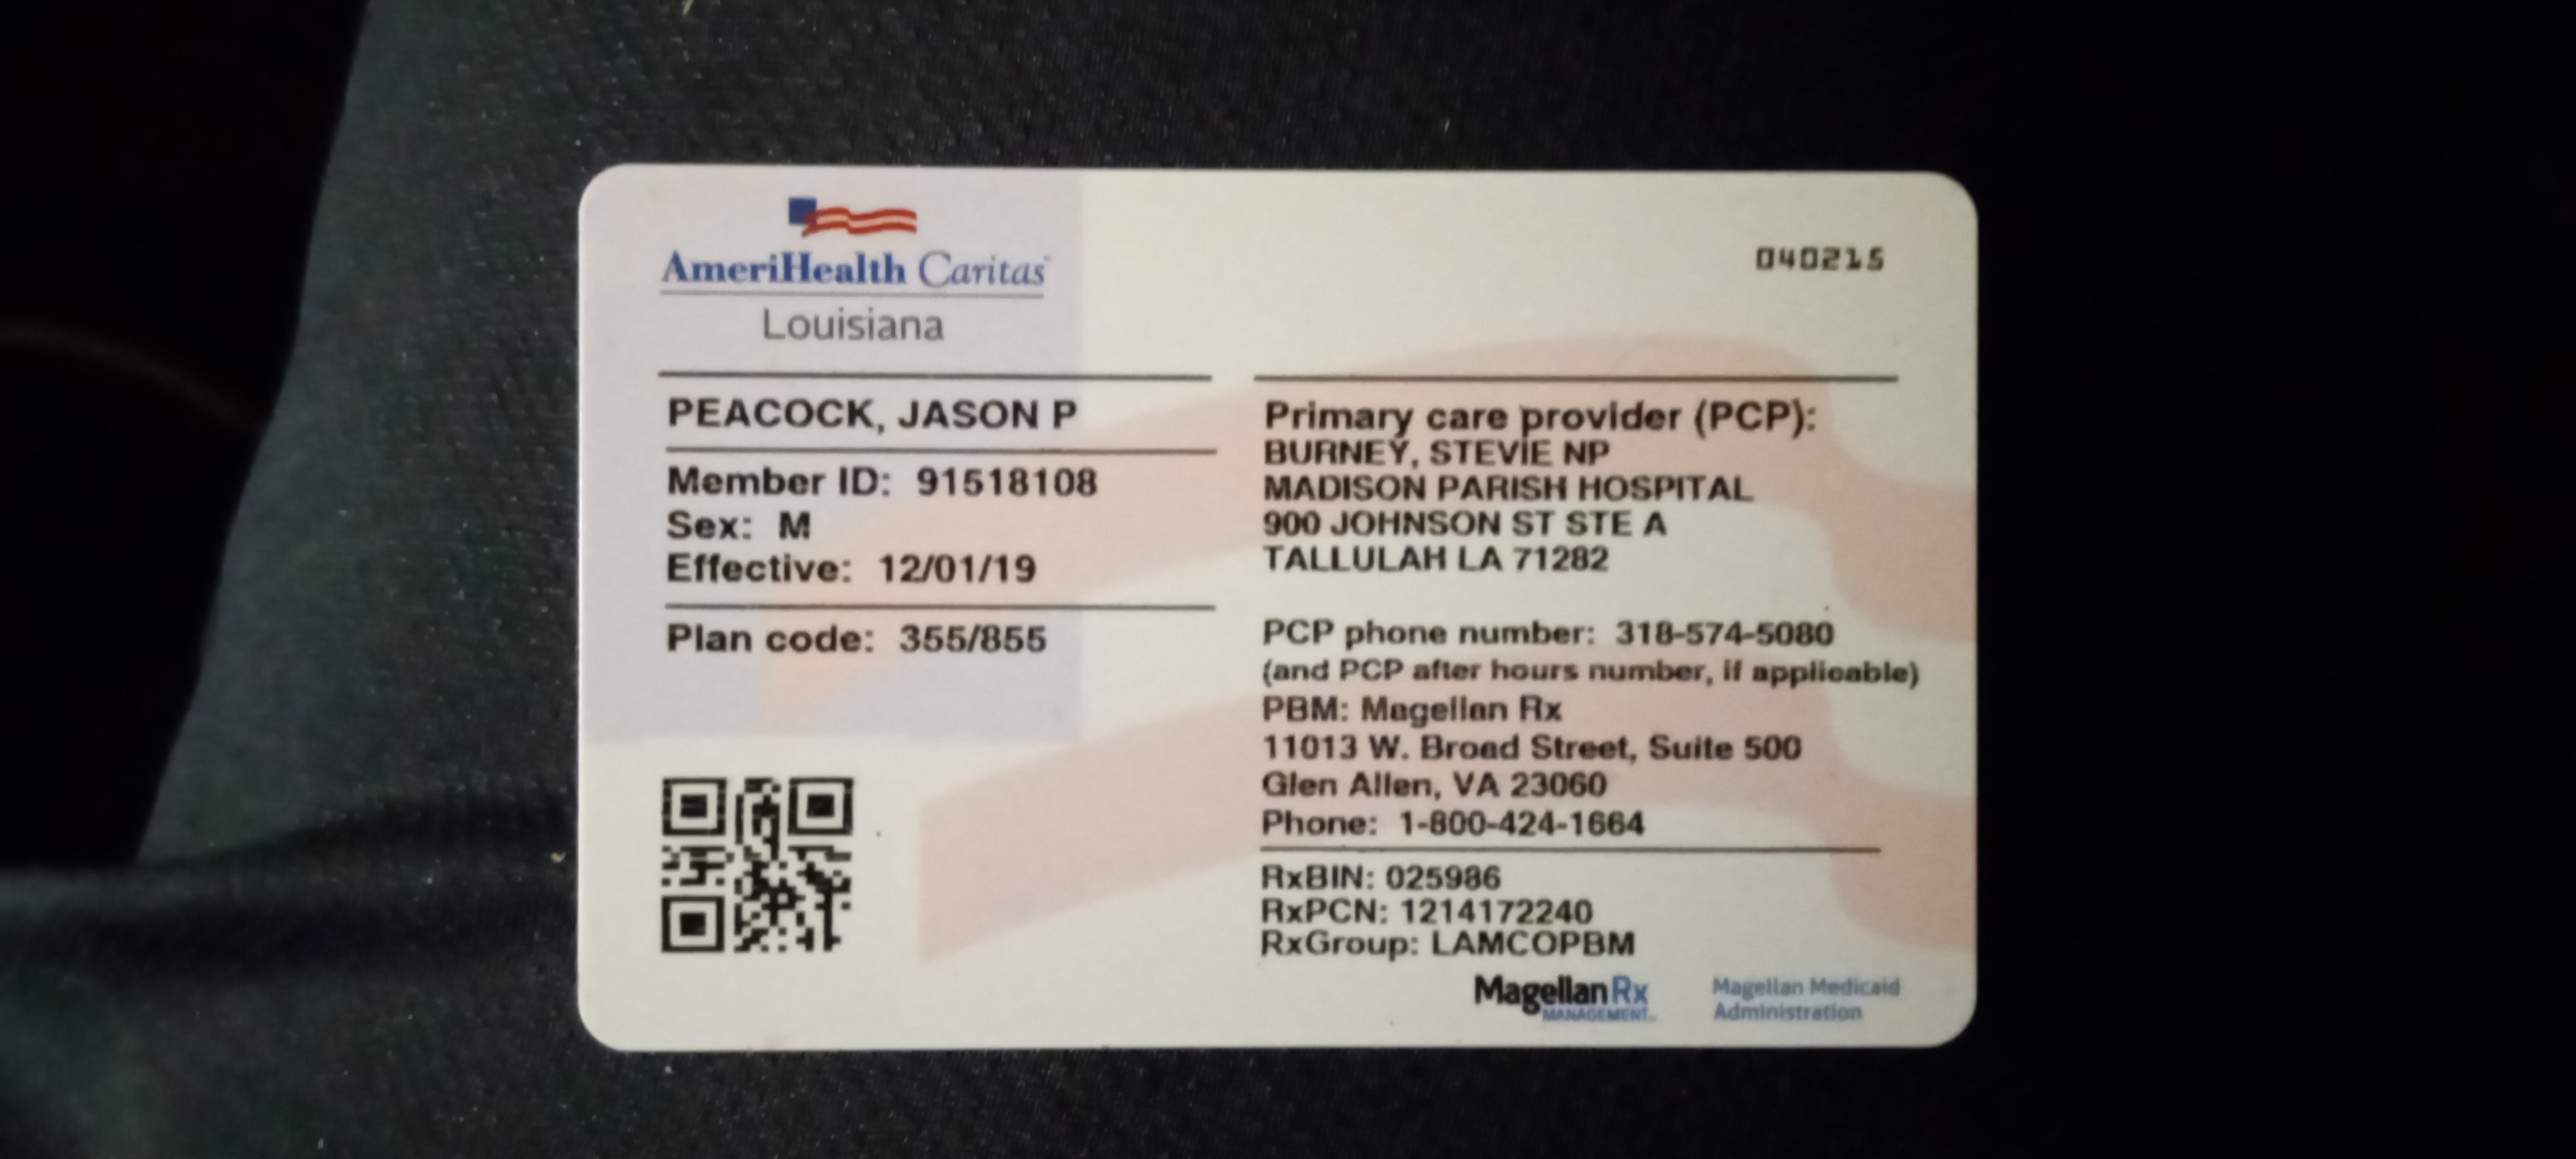 AmeriHealth Caritas
Louisiana
040215
PEACOCK, JASON P
Member ID: 91518108
Sex: M
Effective: 12/01/19
Plan code: 355/855
Primary care provider (PCP):
BURNEY, STEVIE NP
MADISON PARISH HOSPITAL
900 JOHNSON ST STE A
TALLULAH LA 71282
PCP phone number: 318-574-5080
(and PCP after hours number, if applicable)
PBM: Magellan Rx
11013 W. Broad Street, Suite 500
Glen Allen, VA 23060
Phone: 1-800-424-1664
RxBIN: 025986
RxPCN: 1214172240
RxGroup: LAMCOPBM
MagellanRx
MANAGEMENT
Magellan Medicaid
Administration